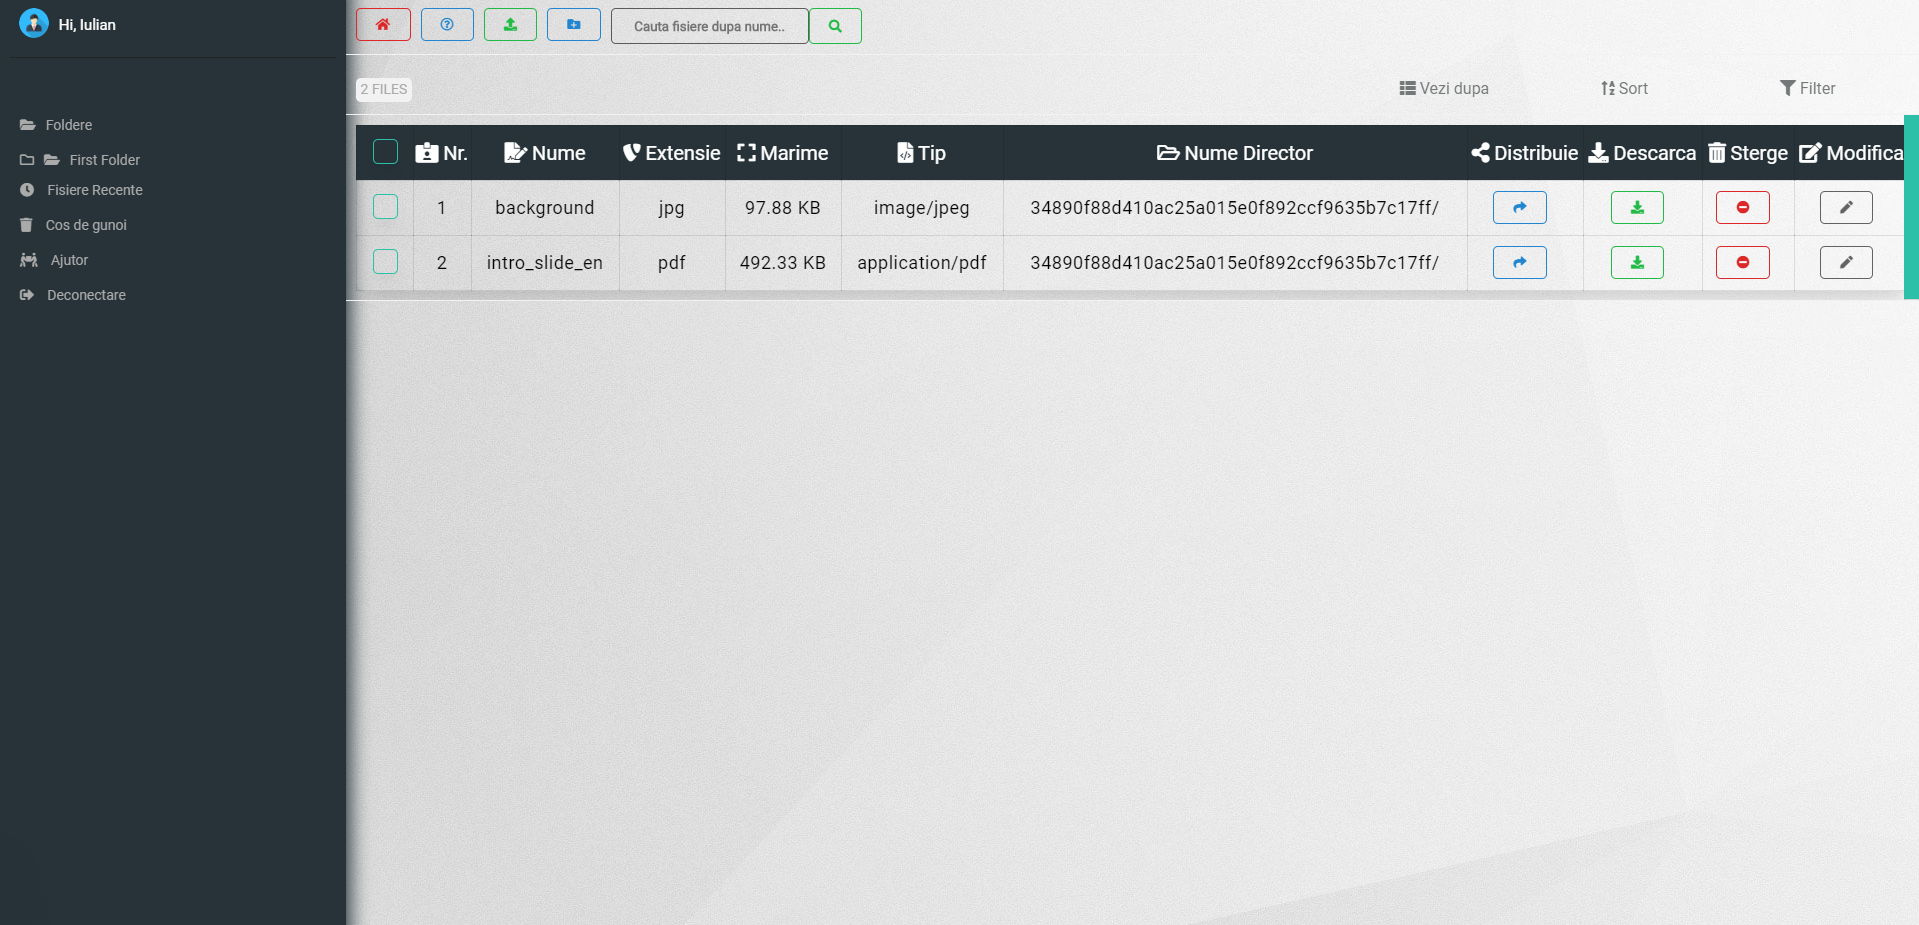 Hi, Iulian
Foldere
First Folder
Fisiere Recente
Cos de gunoi
Ajutor
Deconectare
Cauta fisiere dupa nume..
2 FILES
Vezi dupa
Sort
Filter
Nr. Nume Extensie Marime Tip Nume Director Distribuie Descarca Sterge Modifica
1 background jpg 97.88 KB image/jpeg 34890f88d410ac25a015e0f892ccf9635b7c17ff/
2 intro_slide_en pdf 492.33 KB application/pdf 34890f88d410ac25a015e0f892ccf9635b7c17ff/